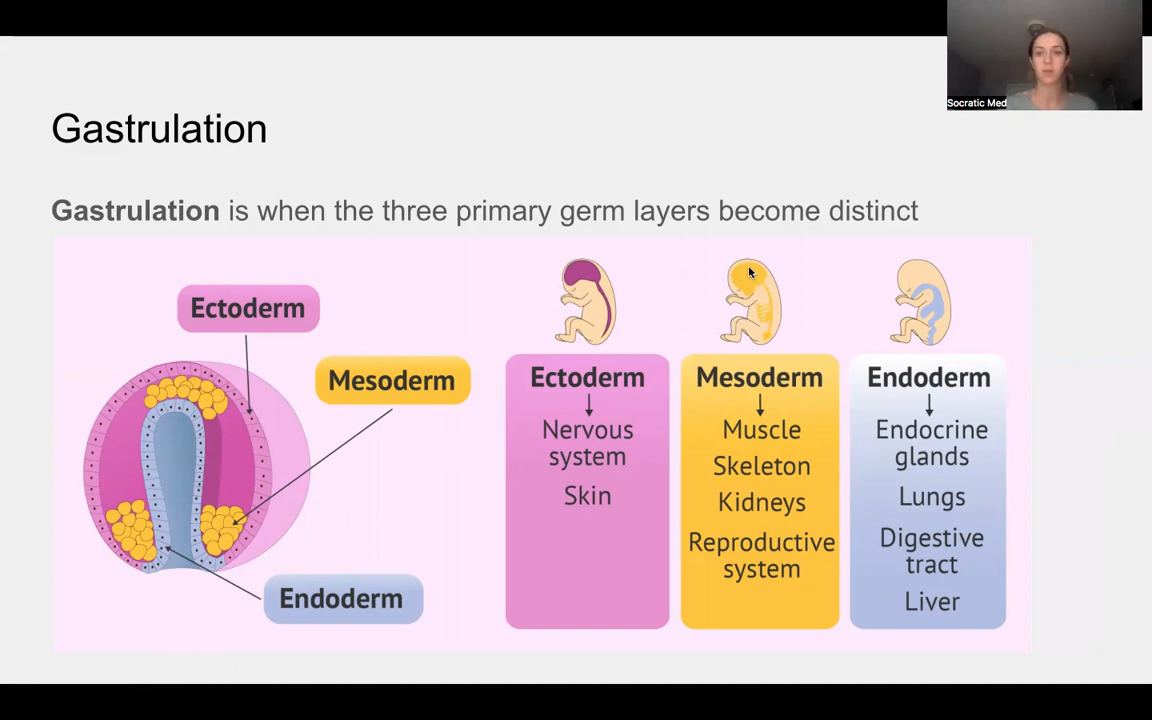 Socratic Med
Gastrulation
Gastrulation is when the three primary germ layers become distinct
Ectoderm
Mesoderm
Endoderm
Ectoderm
Nervous
system
Skin
Mesoderm
Muscle
Skeleton
Kidneys
Reproductive
system
Endoderm
Endocrine
glands
Lungs
Digestive
tract
Liver